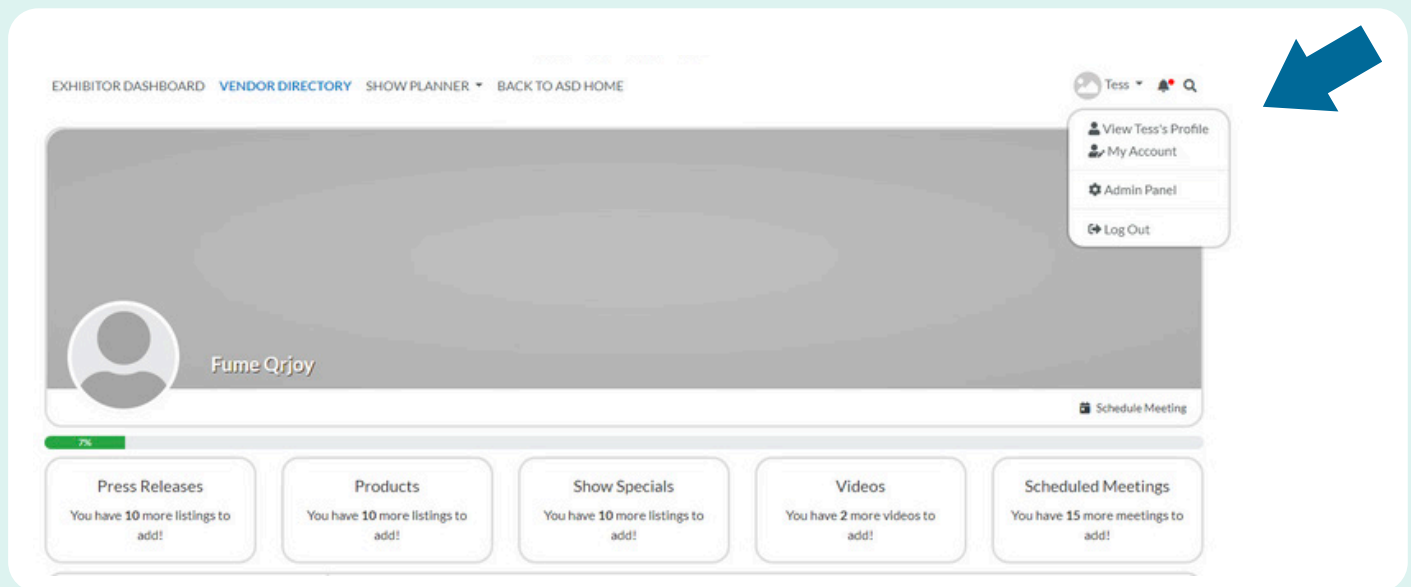 EXHIBITOR DASHBOARD VENDOR DIRECTORY SHOW PLANNER BACK TO ASD HOME Tess
View Tess's Profile
My Account
Admin Panel
Log Out
Fume Qrjoy
Schedule Meeting
7%
Press Releases
You have 10 more listings to
add!
Products
You have 10 more listings to
add!
Show Specials
You have 10 more listings to
add!
Videos
You have 2 more videos to
add!
Scheduled Meetings
You have 15 more meetings to
add!